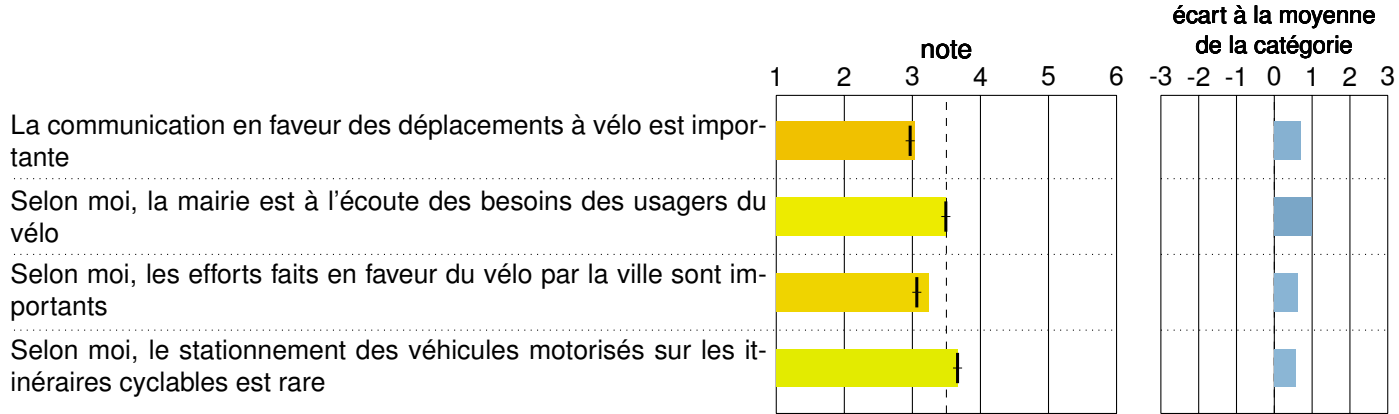 écart à la moyenne
de la catégorie
note
1 2 3 4 5 6
-3 -2 -1 0 1 2 3
La communication en faveur des déplacements à vélo est impor-
tante
Selon moi, la mairie est à l'écoute des besoins des usagers du
vélo
Selon moi, les efforts faits en faveur du vélo par la ville sont im-
portants
Selon moi, le stationnement des véhicules motorisés sur les it-
inéraires cyclables est rare